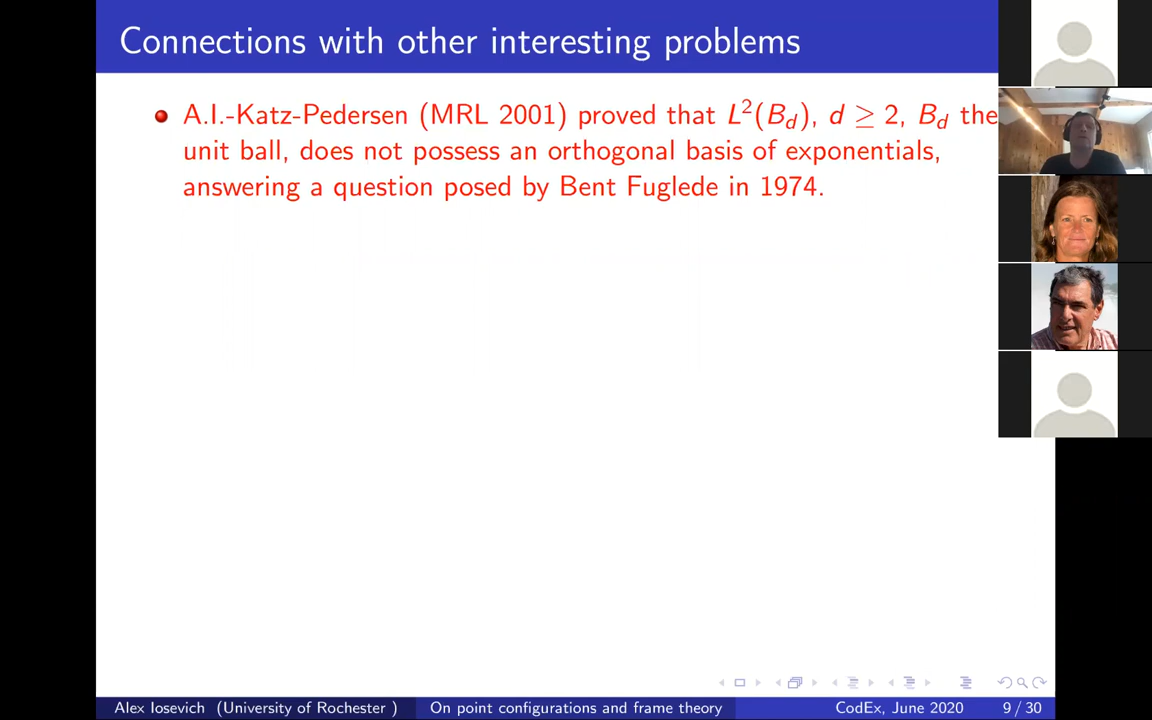 Connections with other interesting problems
A.I.-Katz-Pedersen (MRL 2001) proved that L²(B_d), d ≥ 2, B_d the
unit ball, does not possess an orthogonal basis of exponentials,
answering a question posed by Bent Fuglede in 1974.
Alex Iosevich (University of Rochester ) On point configurations and frame theory CodEx, June 2020 9 / 30